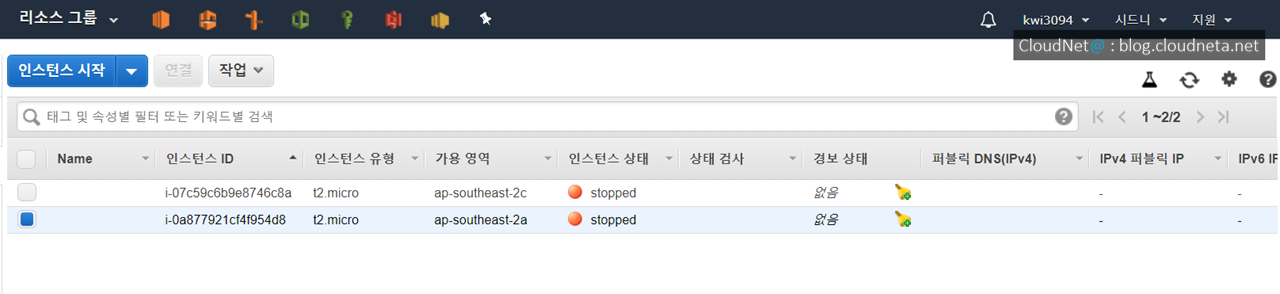 리소스 그룹 kwi3094 시드니 지원
CloudNet@ : blog.cloudneta.net
인스턴스 시작 연결 작업
태그 및 속성별 필터 또는 키워드별 검색 1 ~2/2
Name 인스턴스 ID 인스턴스 유형 가용 영역 인스턴스 상태 상태 검사 경보 상태 퍼블릭 DNS(IPv4) IPv4 퍼블릭 IP IPv6 IP
i-07c59c6b9e8746c8a t2.micro ap-southeast-2c stopped 없음 - -
i-0a877921cf4f954d8 t2.micro ap-southeast-2a stopped 없음 - -